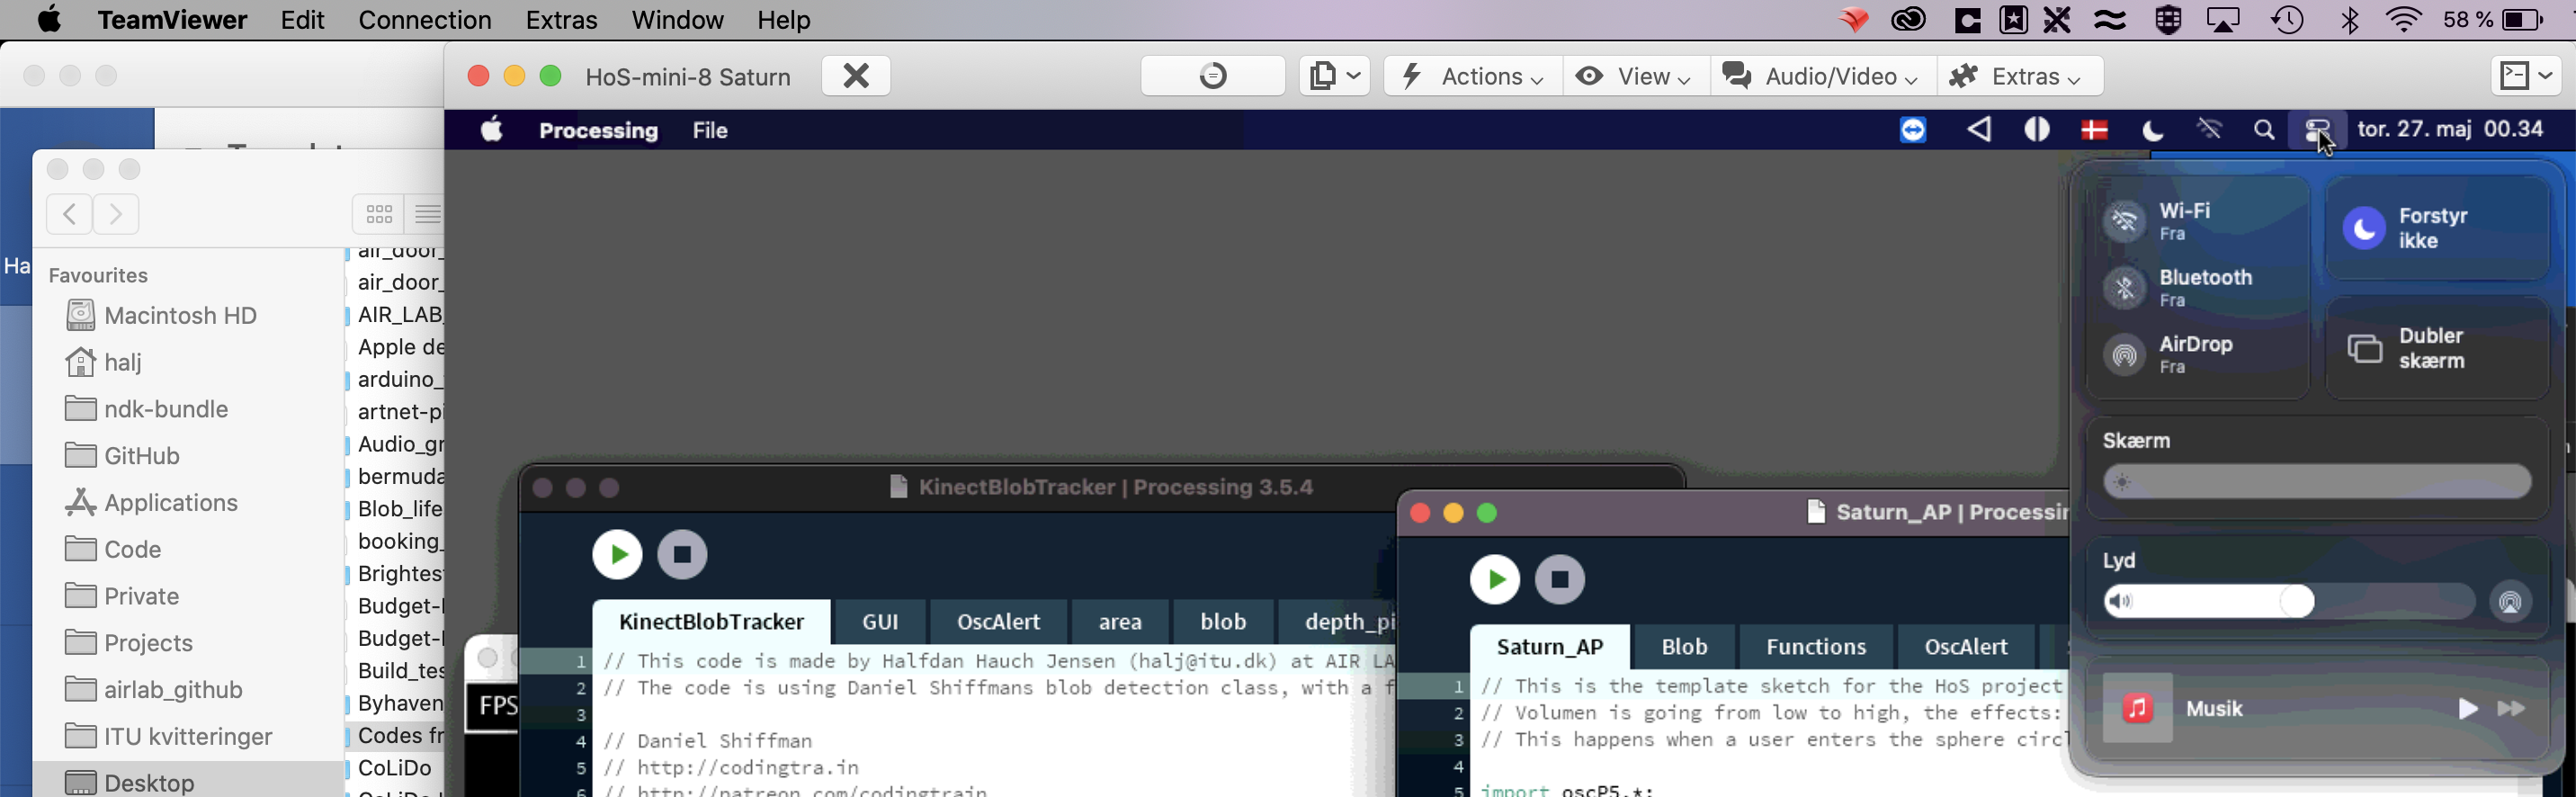 TeamViewer Edit Connection Extras Window Help 58 %
HoS-mini-8 Saturn Actions View Audio/Video Extras
Processing File tor. 27. maj 00.34
Ha
Favourites
Macintosh HD
halj
ndk-bundle
GitHub
Applications
Code
Private
Projects
airlab_github
ITU kvitteringer
Desktop
air_door_
air_door_
AIR_LAB_
Apple de
arduino_
artnet-pi
Audio_gr
bermuda
Blob_life
booking_
Brightes
Budget-
Budget-
Build_tes
Byhaven
Codes fr
CoLiDo
FPS
KinectBlobTracker | Processing 3.5.4
KinectBlobTracker GUI OscAlert area blob depth_pi
1 // This code is made by Halfdan Hauch Jensen (halj@itu.dk) at AIR LA
2 // The code is using Daniel Shiffmans blob detection class, with a f
3
4 // Daniel Shiffman
5 // http://codingtra.in
6 // http://patreon.com/codingtrain
Saturn_AP | Processin
Saturn_AP Blob Functions OscAlert
1 // This is the template sketch for the HoS project
2 // Volumen is going from low to high, the effects:
3 // This happens when a user enters the sphere circl
4
5 import oscP5.*;
Wi-Fi
Fra
Bluetooth
Fra
AirDrop
Fra
Forstyr
ikke
Dubler
skærm
Skærm
Lyd
Musik